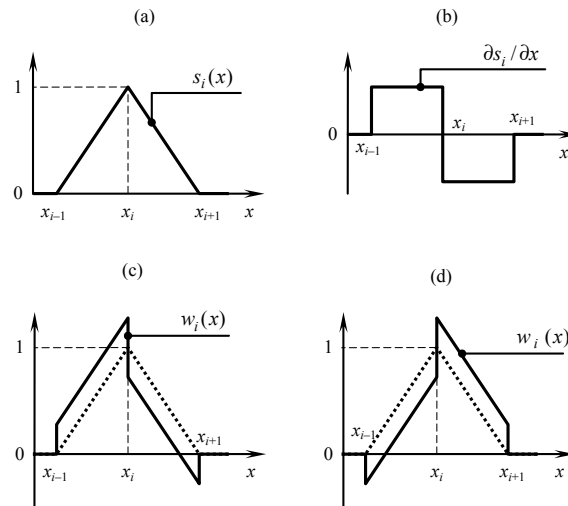 (a)
1
s_i(x)
0
x_{i-1}
x_i
x_{i+1}
x
(b)
∂s_i/∂x
0
x_{i-1}
x_i
x_{i+1}
x
(c)
w_i(x)
1
0
x_{i-1}
x_i
x_{i+1}
x
(d)
w_i(x)
1
0
x_{i-1}
x_i
x_{i+1}
x